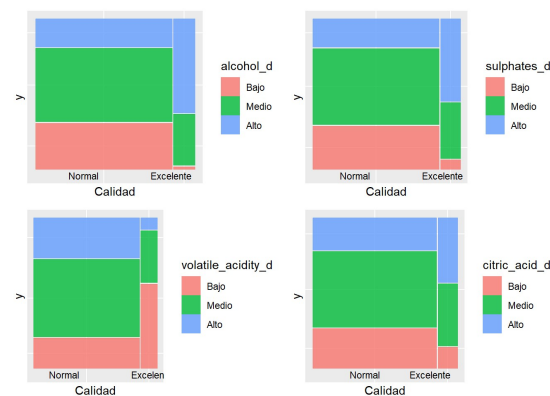 alcohol_d
Bajo
Medio
Alto
y
Normal
Excelente
Calidad
sulphates_d
Bajo
Medio
Alto
y
Normal
Excelente
Calidad
volatile_acidity_d
Bajo
Medio
Alto
y
Normal
Excelen
Calidad
citric_acid_d
Bajo
Medio
Alto
y
Normal
Excelente
Calidad